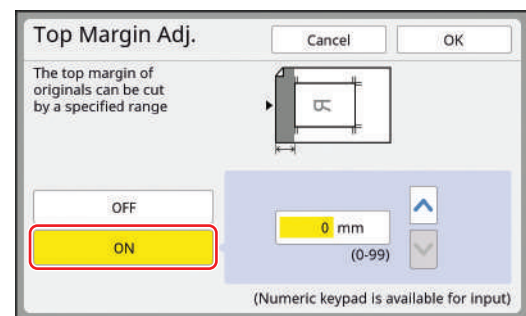 Top Margin Adj.
Cancel
OK
The top margin of
originals can be cut
by a specified range
R
OFF
ON
0 mm
(0-99)
(Numeric keypad is available for input)